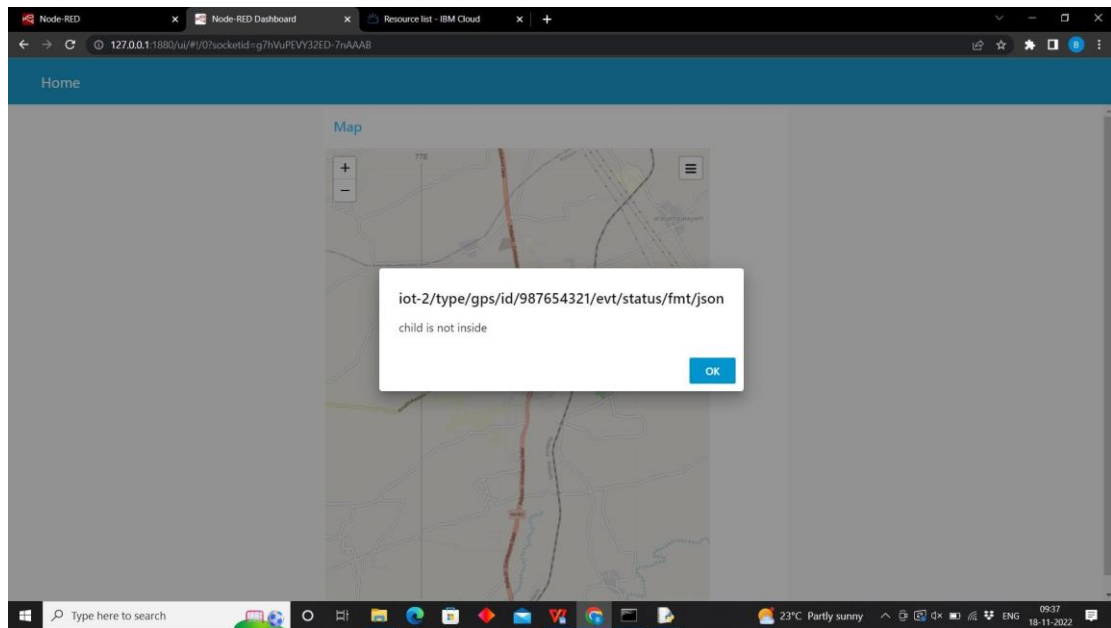 Node-RED
Node-RED Dashboard
Resource list - IBM Cloud
127.0.0.1:1880/ui/#!/0?socketid=g7hVuPEVY32ED-7nAAAB
B
Home
Map
+
77E
−
iot-2/type/gps/id/987654321/evt/status/fmt/json
child is not inside
OK
Type here to search
23°C Partly sunny
ENG
09:37
18-11-2022